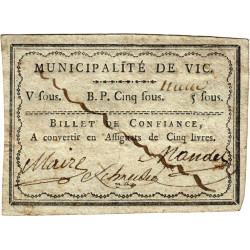 MUNICIPALITÉ DE VIC.
V sous. B. P. Cinq sous. 5 sous.
BILLET DE CONFIANCE,
A convertir en Assignats de Cinq livres.
Maire